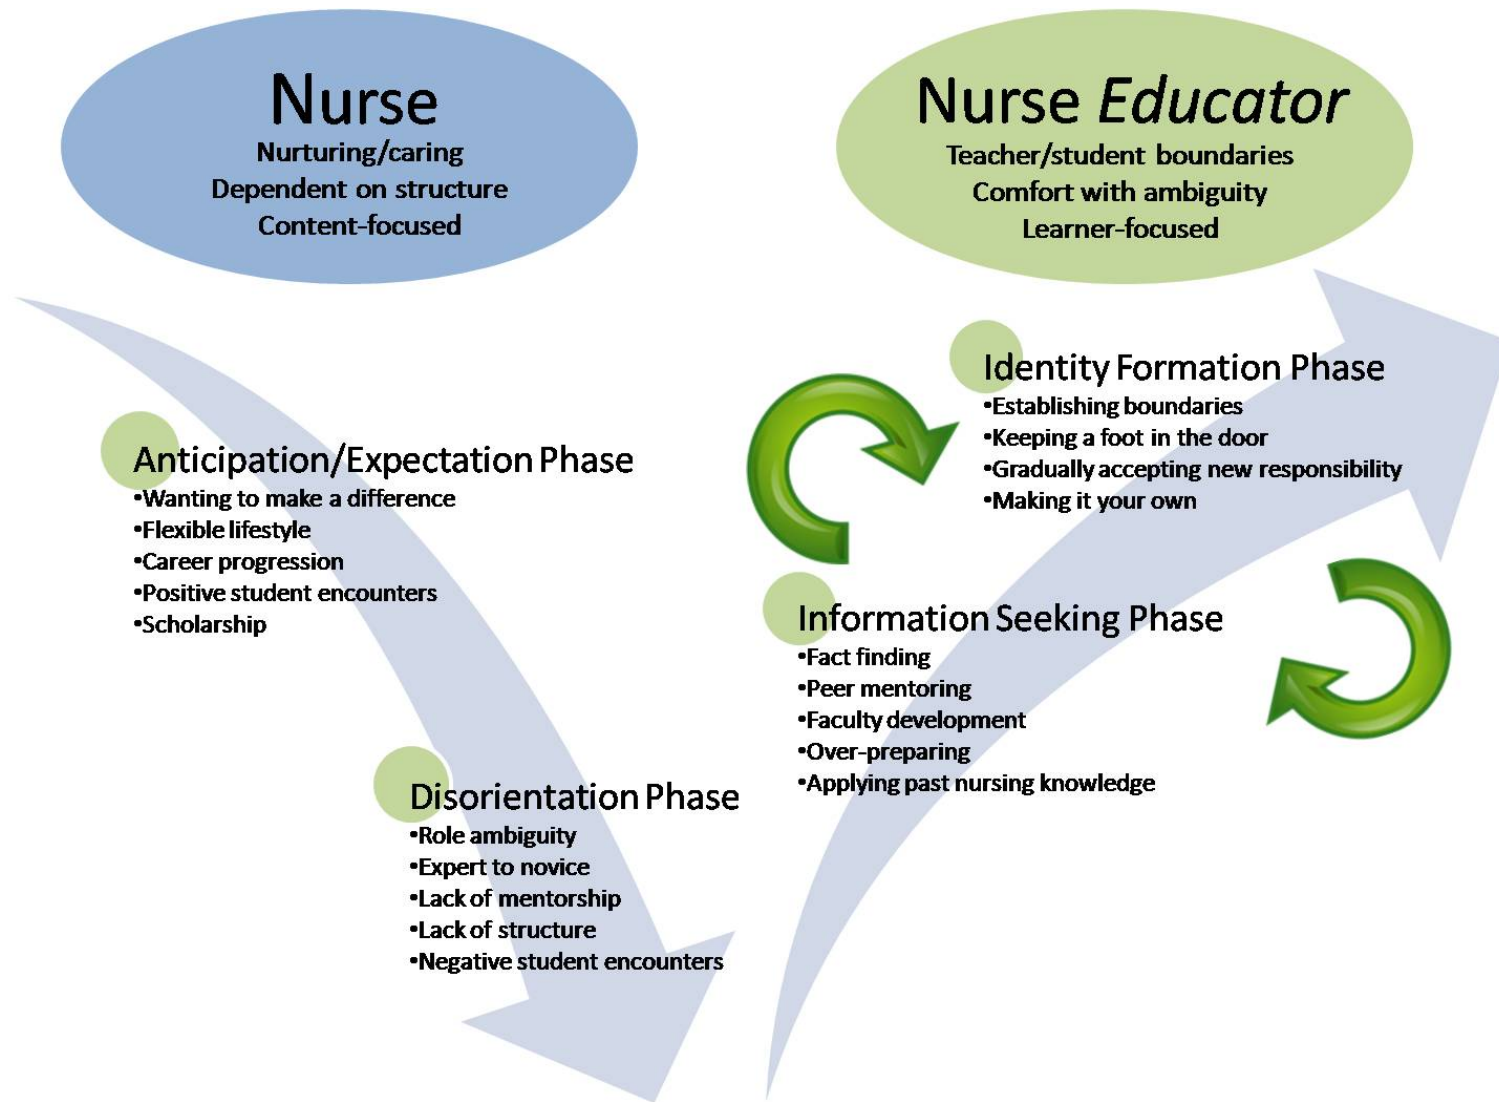 Nurse
Nurturing/caring
Dependent on structure
Content-focused
Nurse Educator
Teacher/student boundaries
Comfort with ambiguity
Learner-focused
Anticipation/Expectation Phase
•Wanting to make a difference
•Flexible lifestyle
•Career progression
•Positive student encounters
•Scholarship
Disorientation Phase
•Role ambiguity
•Expert to novice
•Lack of mentorship
•Lack of structure
•Negative student encounters
Information Seeking Phase
•Fact finding
•Peer mentoring
•Faculty development
•Over-preparing
•Applying past nursing knowledge
Identity Formation Phase
•Establishing boundaries
•Keeping a foot in the door
•Gradually accepting new responsibility
•Making it your own